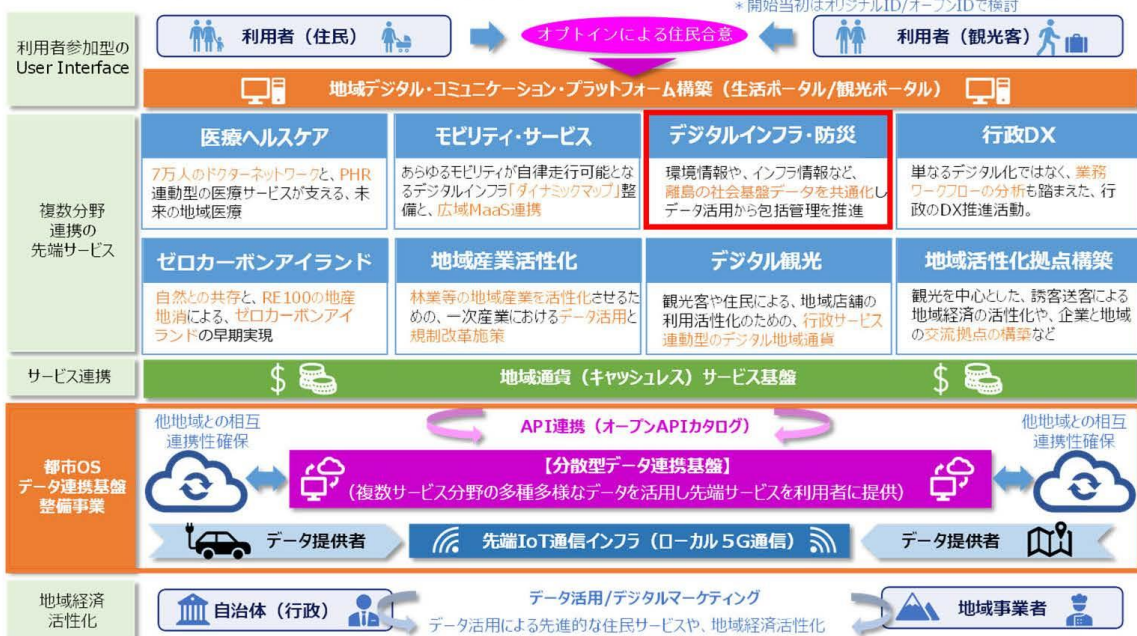 ＊開始当初はオリジナルID/オープンIDで検討
利用者参加型の
User Interface
利用者（住民）
オプトインによる住民合意
利用者（観光客）
地域デジタル・コミュニケーション・プラットフォーム構築（生活ポータル/観光ポータル）
複数分野
連携の
先端サービス
医療ヘルスケア
7万人のドクターネットワークと、PHR
連動型の医療サービスが支える、未
来の地域医療
モビリティ・サービス
あらゆるモビリティが自律走行可能とな
るデジタルインフラ「ダイナミックマップ」整
備と、広域MaaS連携
デジタルインフラ・防災
環境情報や、インフラ情報など、
離島の社会基盤データを共通化し
データ活用から包括管理を推進
行政DX
単なるデジタル化ではなく、業務
ワークフローの分析も踏まえた、行
政のDX推進活動。
ゼロカーボンアイランド
自然との共存と、RE100の地産
地消による、ゼロカーボンアイ
ランドの早期実現
地域産業活性化
林業等の地域産業を活性化させるた
めの、一次産業におけるデータ活用と
規制改革施策
デジタル観光
観光客や住民による、地域店舗の
利用活性化のための、行政サービス
連動型のデジタル地域通貨
地域活性化拠点構築
観光を中心とした、誘客送客による
地域経済の活性化や、企業と地域
の交流拠点の構築など
サービス連携
地域通貨（キャッシュレス）サービス基盤
都市OS
データ連携基盤
整備事業
他地域との相互
連携性確保
API連携（オープンAPIカタログ）
他地域との相互
連携性確保
【分散型データ連携基盤】
（複数サービス分野の多種多様なデータを活用し先端サービスを利用者に提供）
データ提供者
先端IoT通信インフラ（ローカル５G通信）
データ提供者
地域経済
活性化
自治体（行政）
データ活用/デジタルマーケティング
データ活用による先進的な住民サービスや、地域経済活性化
地域事業者